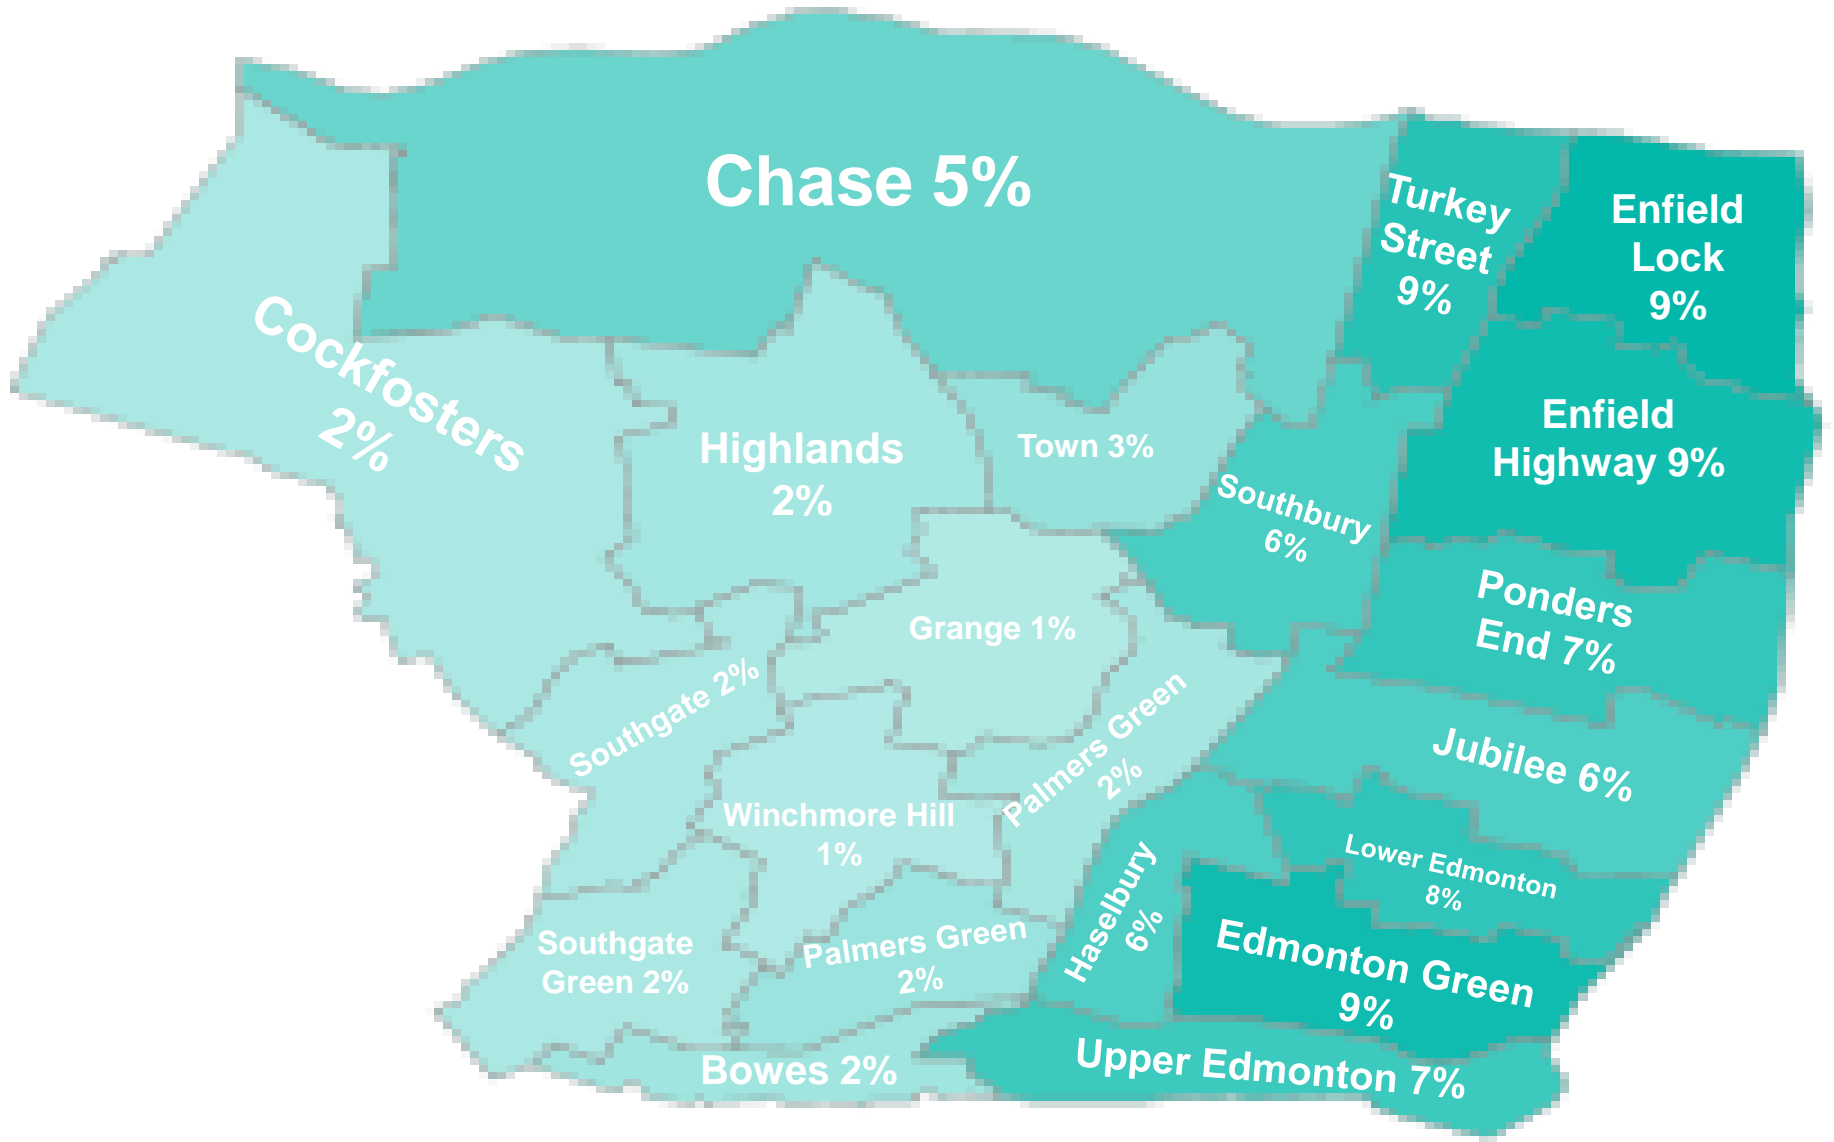 Chase 5%
Turkey
Street
9%
Enfield
Lock
9%
Cockfosters
2%
Highlands
2%
Town 3%
Southbury
6%
Enfield
Highway 9%
Ponders
End 7%
Grange 1%
Southgate 2%
Palmers Green
2%
Jubilee 6%
Winchmore Hill
1%
Haselbury
6%
Lower Edmonton
8%
Southgate
Green 2%
Palmers Green
2%
Edmonton Green
9%
Bowes 2%
Upper Edmonton 7%